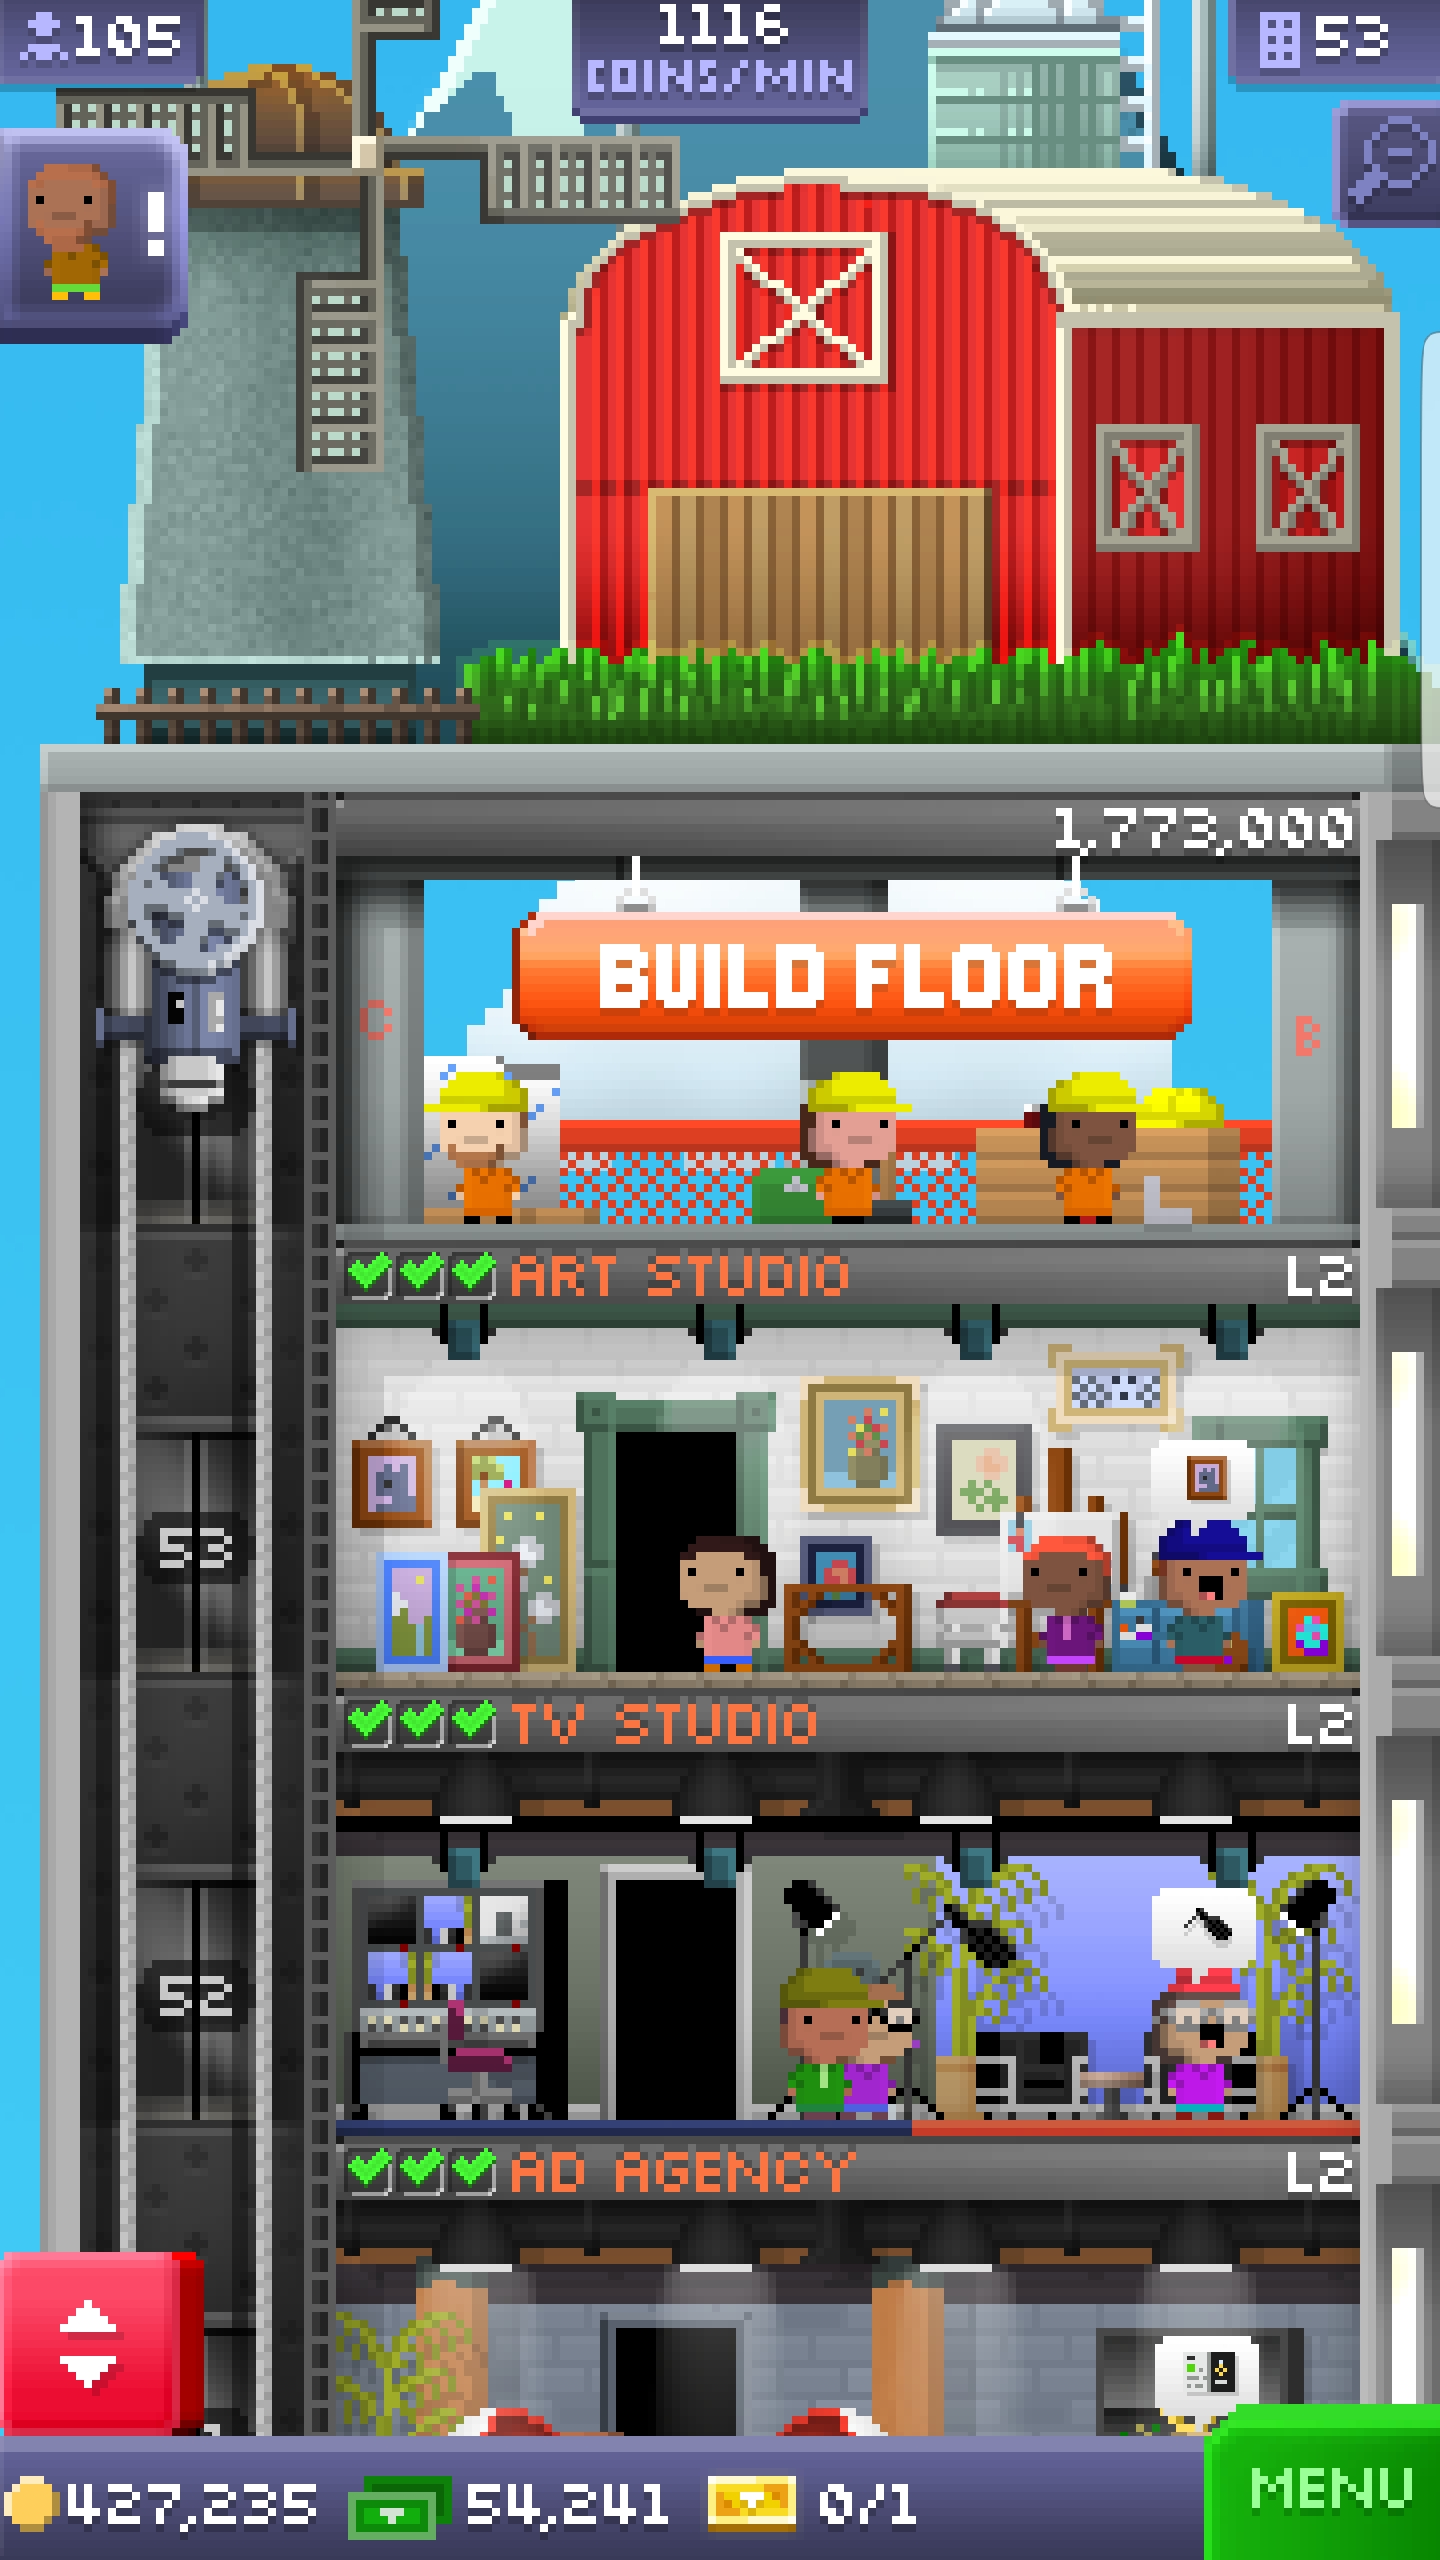 105
1116
COINS/MIN
53
!
1,773,000
BUILD FLOOR
C
B
ART STUDIO L2
53
TV STUDIO L2
52
AD AGENCY L2
427,235 54,241 0/1
MENU